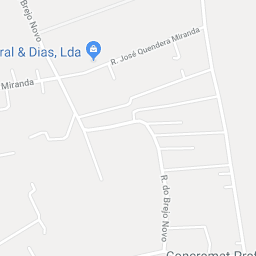 Brejo Novo
ral & Dias, Lda
R. José Quendera Miranda
Miranda
R. do Brejo Novo